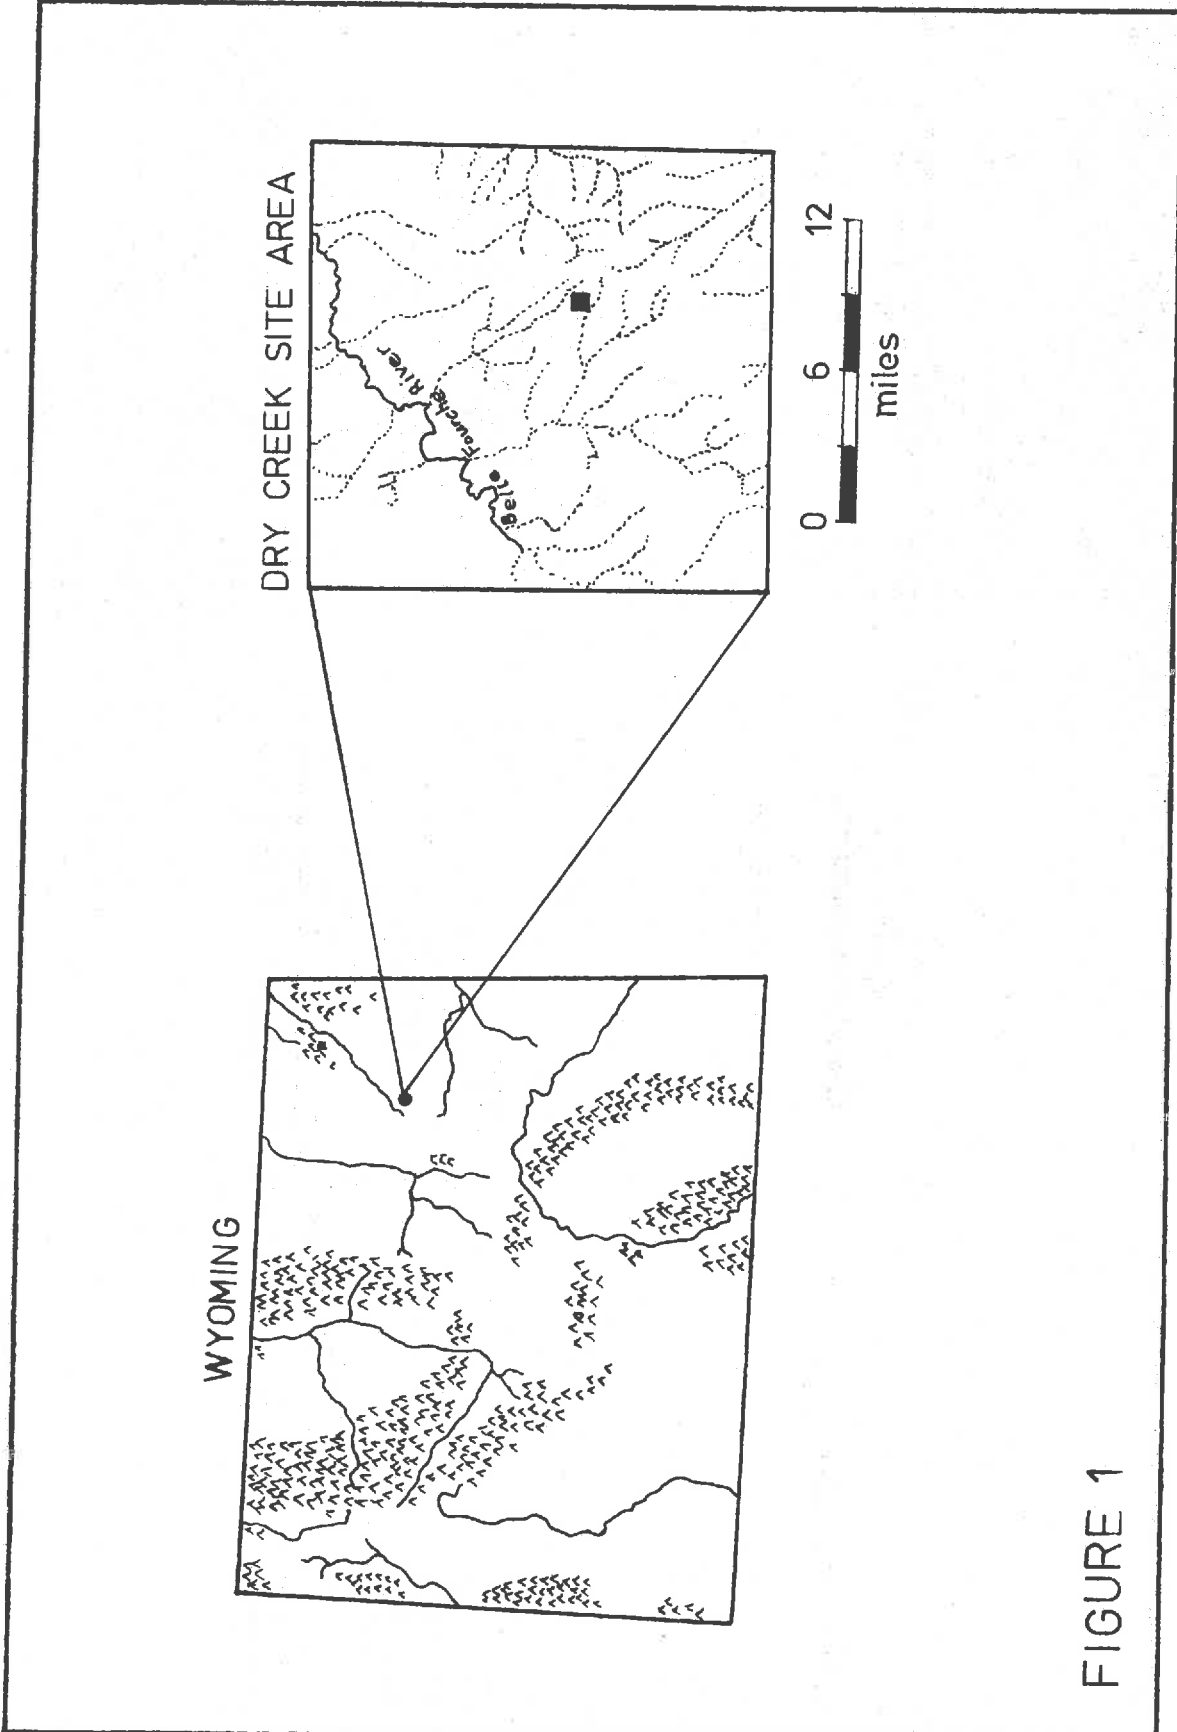 WYOMING
DRY CREEK SITE AREA
Belle Fourche River
0 6 12
miles
FIGURE 1